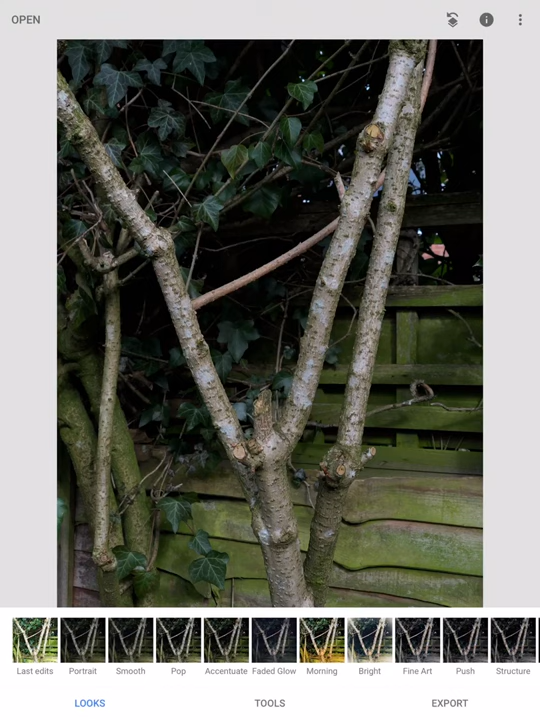 OPEN
Last edits Portrait Smooth Pop Accentuate Faded Glow Morning Bright Fine Art Push Structure
LOOKS TOOLS EXPORT